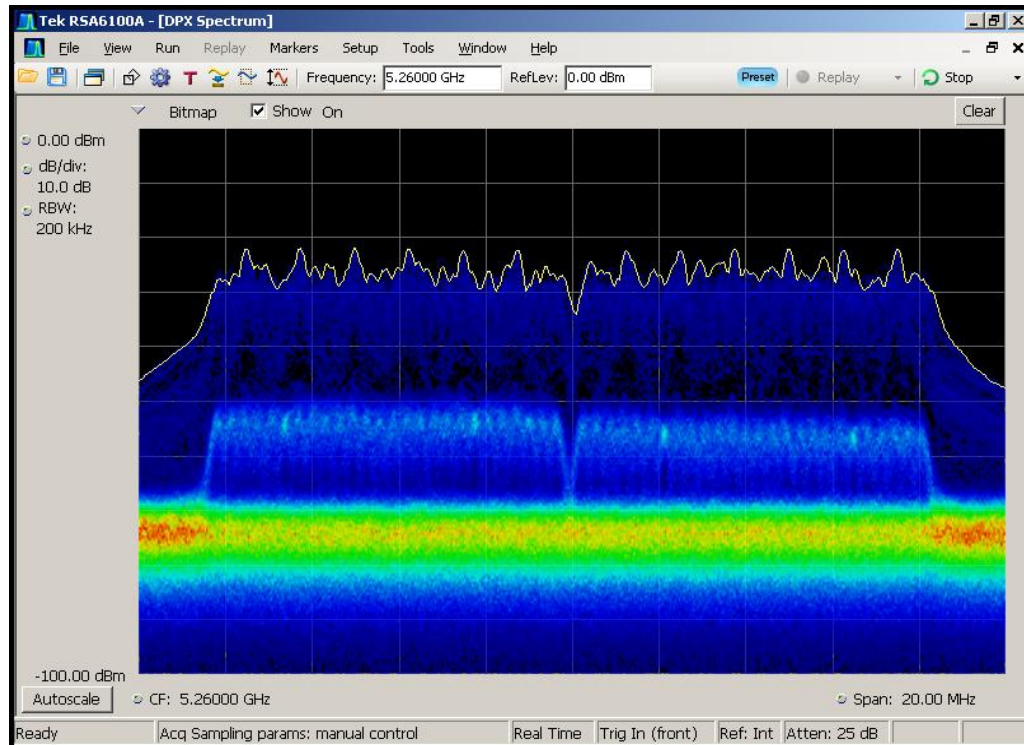 Tek RSA6100A - [DPX Spectrum]
File View Run Replay Markers Setup Tools Window Help
T Frequency: 5.26000 GHz RefLev: 0.00 dBm Preset Replay Stop
Bitmap Show On Clear
0.00 dBm
dB/div:
10.0 dB
RBW:
200 kHz
-100.00 dBm
Autoscale CF: 5.26000 GHz Span: 20.00 MHz
Ready Acq Sampling params: manual control Real Time Trig In (front) Ref: Int Atten: 25 dB